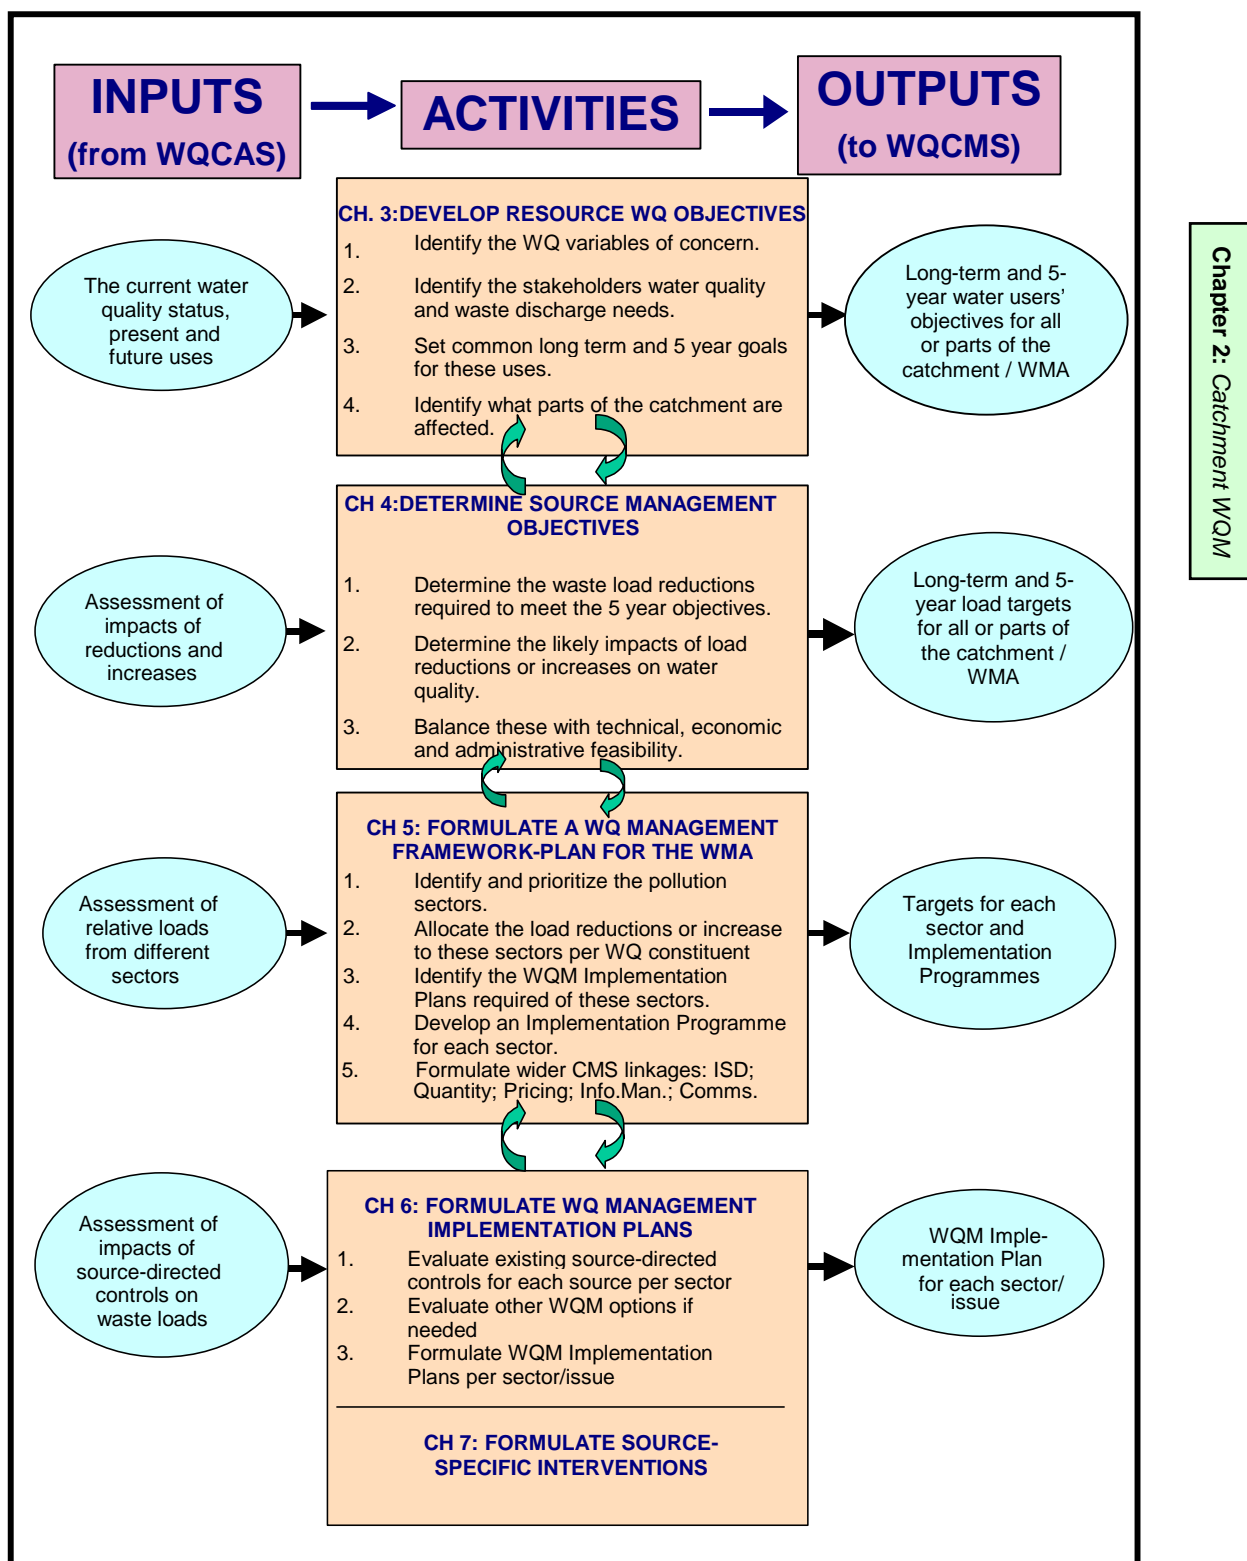 INPUTS
(from WQCAS)
ACTIVITIES
OUTPUTS
(to WQCMS)
CH. 3:DEVELOP RESOURCE WQ OBJECTIVES
1. Identify the WQ variables of concern.
2. Identify the stakeholders water quality
and waste discharge needs.
3. Set common long term and 5 year goals
for these uses.
4. Identify what parts of the catchment are
affected.
The current water
quality status,
present and
future uses
Long-term and 5-
year water users'
objectives for all
or parts of the
catchment / WMA
CH 4:DETERMINE SOURCE MANAGEMENT
OBJECTIVES
1. Determine the waste load reductions
required to meet the 5 year objectives.
2. Determine the likely impacts of load
reductions or increases on water
quality.
3. Balance these with technical, economic
and administrative feasibility.
Assessment of
impacts of
reductions and
increases
Long-term and 5-
year load targets
for all or parts of
the catchment /
WMA
CH 5: FORMULATE A WQ MANAGEMENT
FRAMEWORK-PLAN FOR THE WMA
1. Identify and prioritize the pollution
sectors.
2. Allocate the load reductions or increase
to these sectors per WQ constituent
3. Identify the WQM Implementation
Plans required of these sectors.
4. Develop an Implementation Programme
for each sector.
5. Formulate wider CMS linkages: ISD;
Quantity; Pricing; Info.Man.; Comms.
Assessment of
relative loads
from different
sectors
Targets for each
sector and
Implementation
Programmes
CH 6: FORMULATE WQ MANAGEMENT
IMPLEMENTATION PLANS
1. Evaluate existing source-directed
controls for each source per sector
2. Evaluate other WQM options if
needed
3. Formulate WQM Implementation
Plans per sector/issue
CH 7: FORMULATE SOURCE-
SPECIFIC INTERVENTIONS
Assessment of
impacts of
source-directed
controls on
waste loads
WQM Imple-
mentation Plan
for each sector/
issue
Chapter 2: Catchment WQM